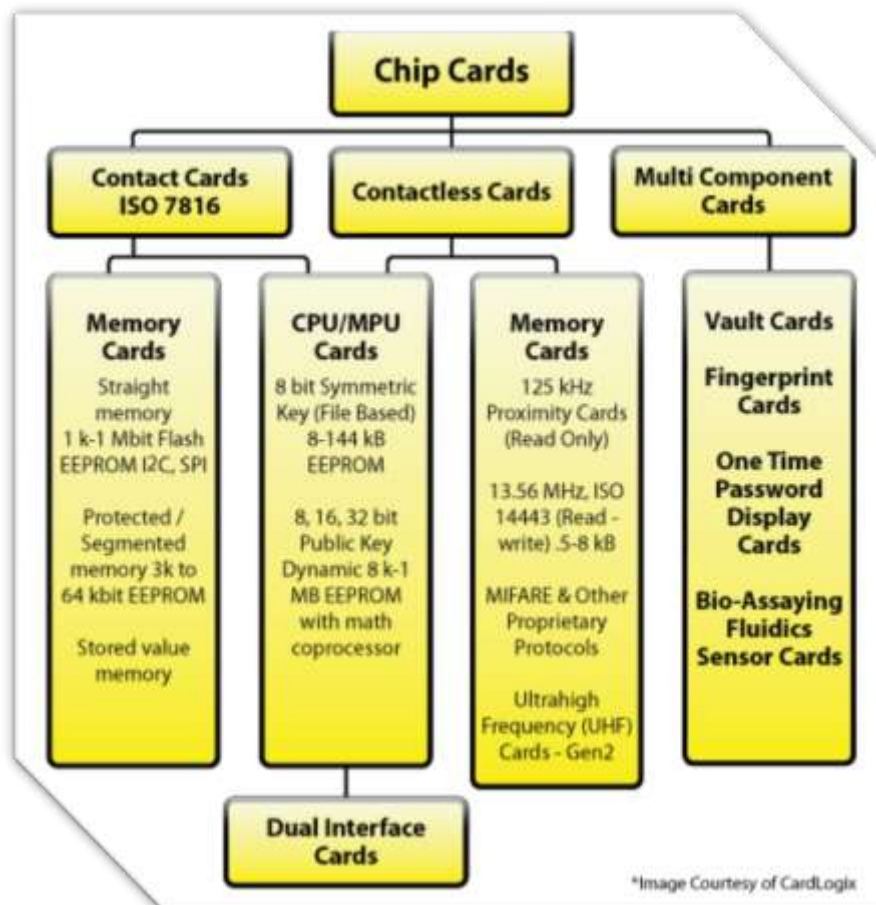 Chip Cards
Contact Cards
ISO 7816
Contactless Cards
Multi Component
Cards
Memory
Cards
Straight
memory
1 k-1 Mbit Flash
EEPROM I2C, SPI
Protected /
Segmented
memory 3k to
64 kbit EEPROM
Stored value
memory
CPU/MPU
Cards
8 bit Symmetric
Key (File Based)
8-144 kB
EEPROM
8, 16, 32 bit
Public Key
Dynamic 8 k-1
MB EEPROM
with math
coprocessor
Memory
Cards
125 kHz
Proximity Cards
(Read Only)
13.56 MHz, ISO
14443 (Read -
write) .5-8 kB
MIFARE & Other
Proprietary
Protocols
Ultrahigh
Frequency (UHF)
Cards - Gen2
Vault Cards
Fingerprint
Cards
One Time
Password
Display
Cards
Bio-Assaying
Fluidics
Sensor Cards
Dual Interface
Cards
*Image Courtesy of CardLogix